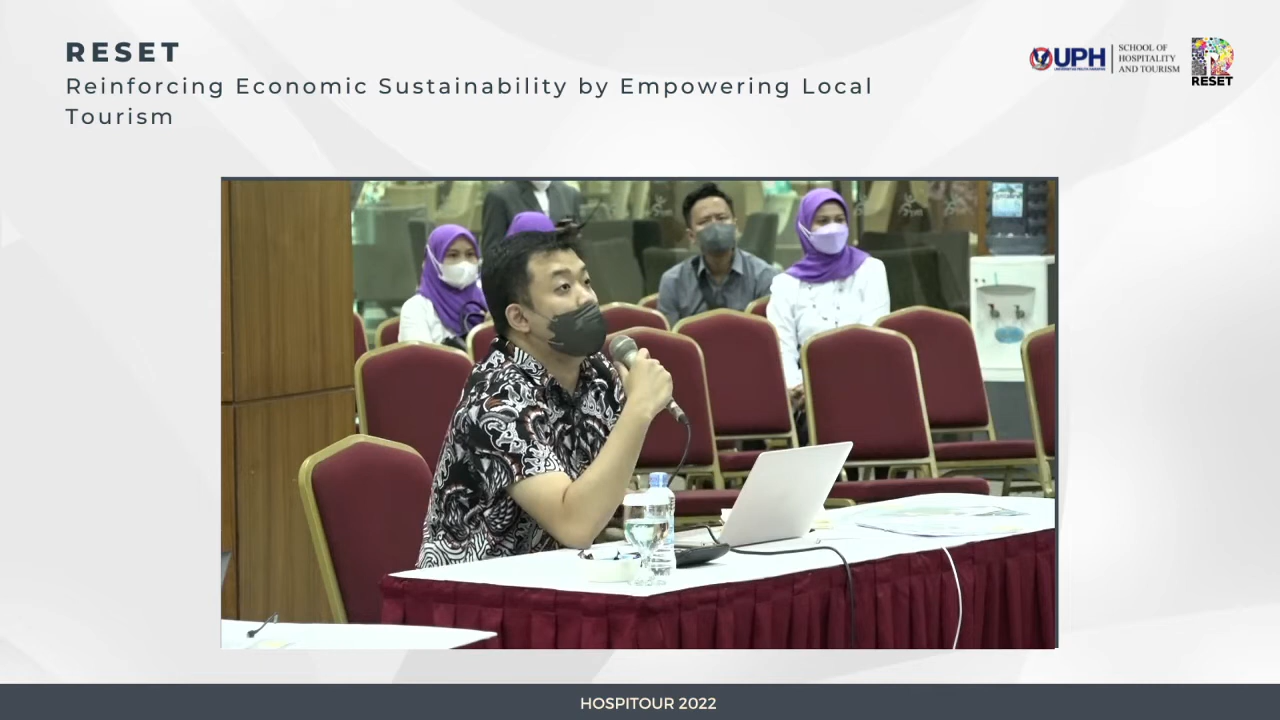 RESET
Reinforcing Economic Sustainability by Empowering Local
Tourism
UPH
SCHOOL OF
HOSPITALITY
AND TOURISM
RESET
HOSPITOUR 2022